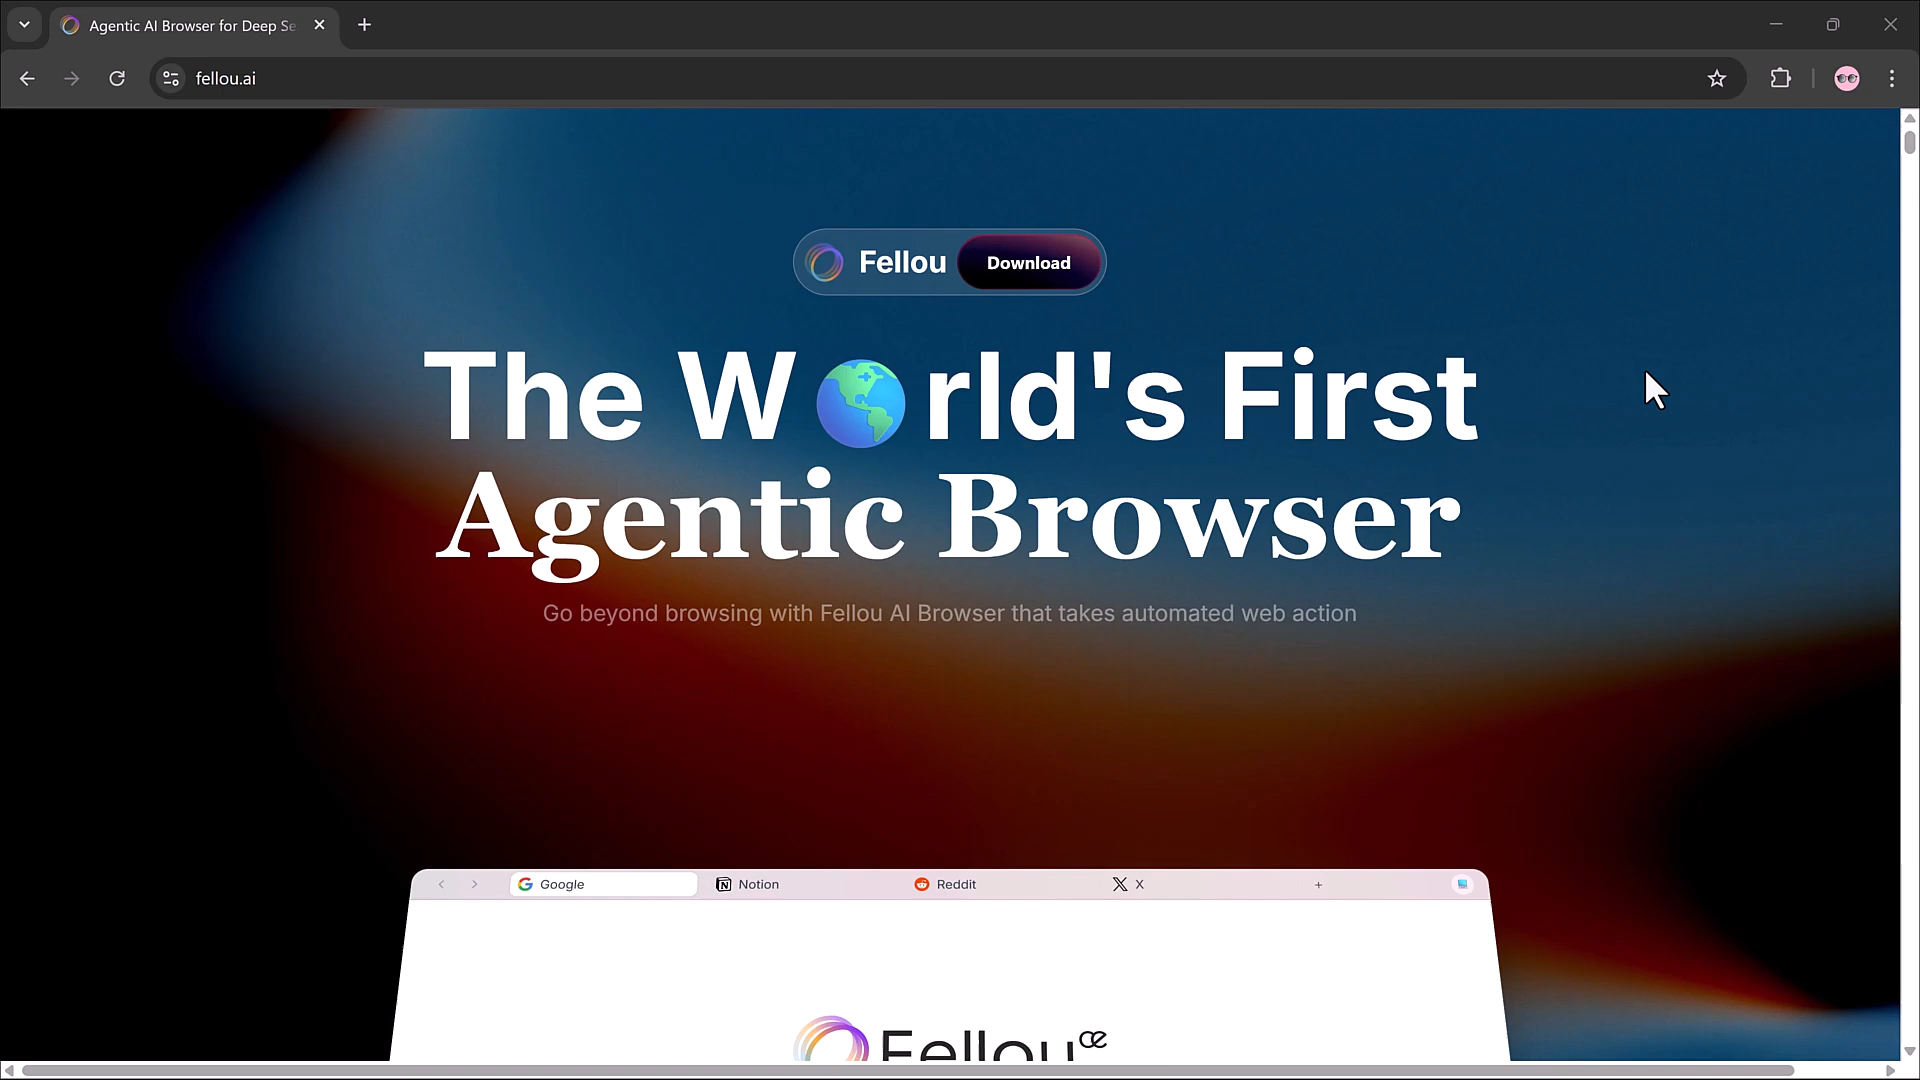 Agentic AI Browser for Deep Se
fellou.ai
Fellou
Download
The W🌎rld's First
Agentic Browser
Go beyond browsing with Fellou AI Browser that takes automated web action
Google
Notion
Reddit
X
Fellou œ